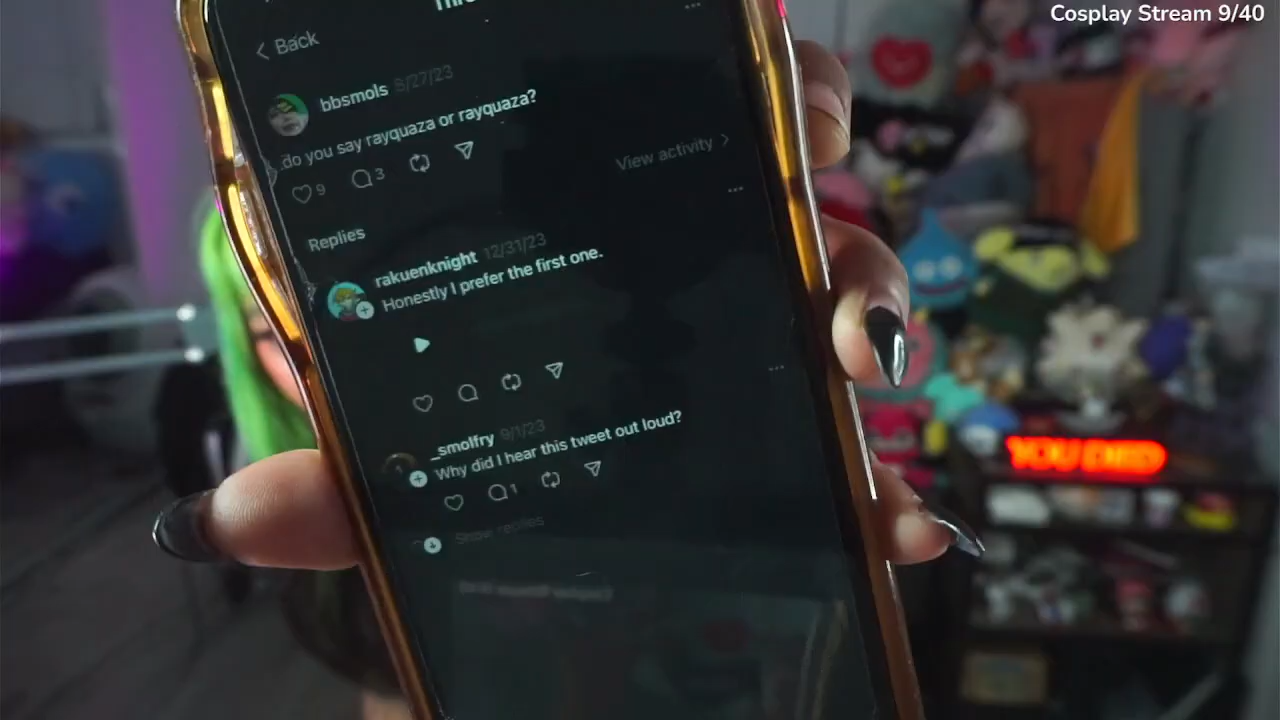 Cosplay Stream 9/40
Back
bbsmols 8/27/23
do you say rayquaza or rayquaza?
9 3
View activity
Replies
rakuenknight 12/31/23
Honestly I prefer the first one.
_smolfry 9/1/23
Why did I hear this tweet out loud?
1
Show replies
YOU DIED